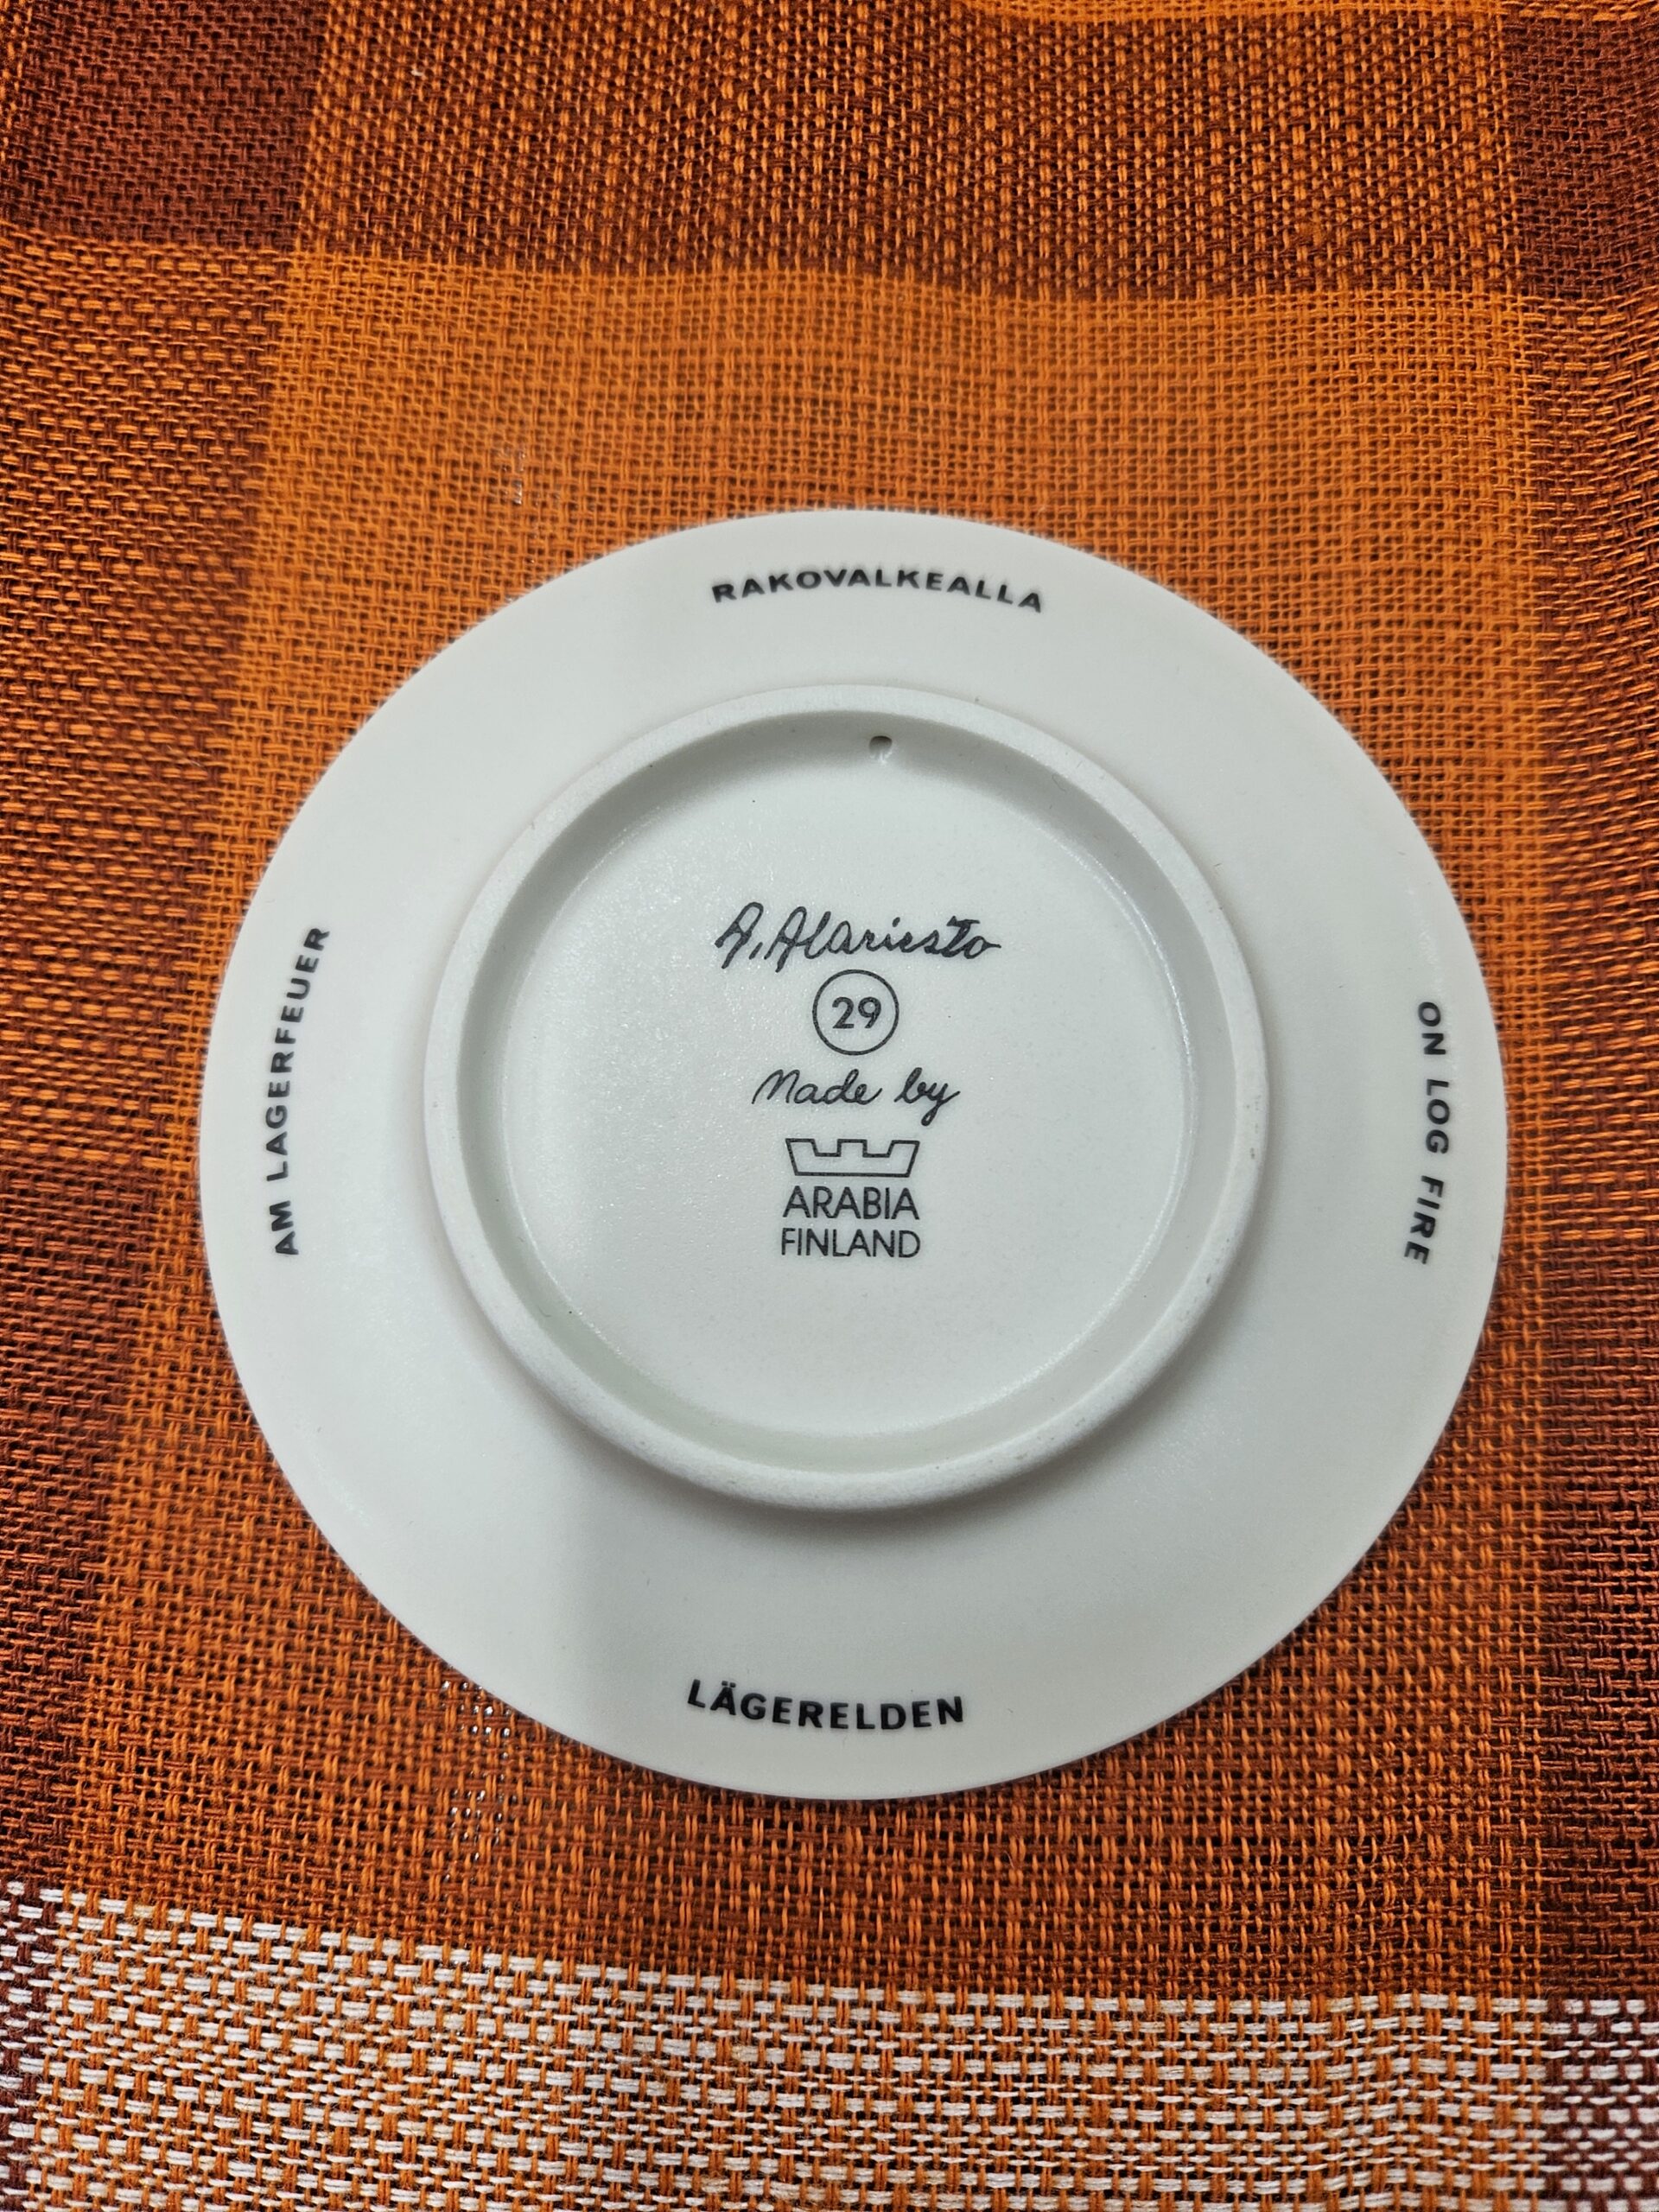 RAKOVALKEALLA
A. Alariesto
29
Made by
ARABIA
FINLAND
AM LAGERFEUER
ON LOG FIRE
LÄGERELDEN